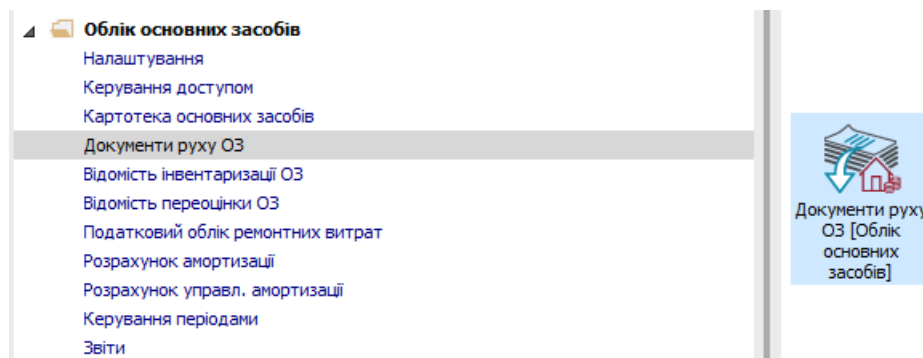 Облік основних засобів
Налаштування
Керування доступом
Картотека основних засобів
Документи руху ОЗ
Відомість інвентаризації ОЗ
Відомість переоцінки ОЗ
Податковий облік ремонтних витрат
Розрахунок амортизації
Розрахунок управл. амортизації
Керування періодами
Звіти
Документи руху
ОЗ [Облік
основних
засобів]